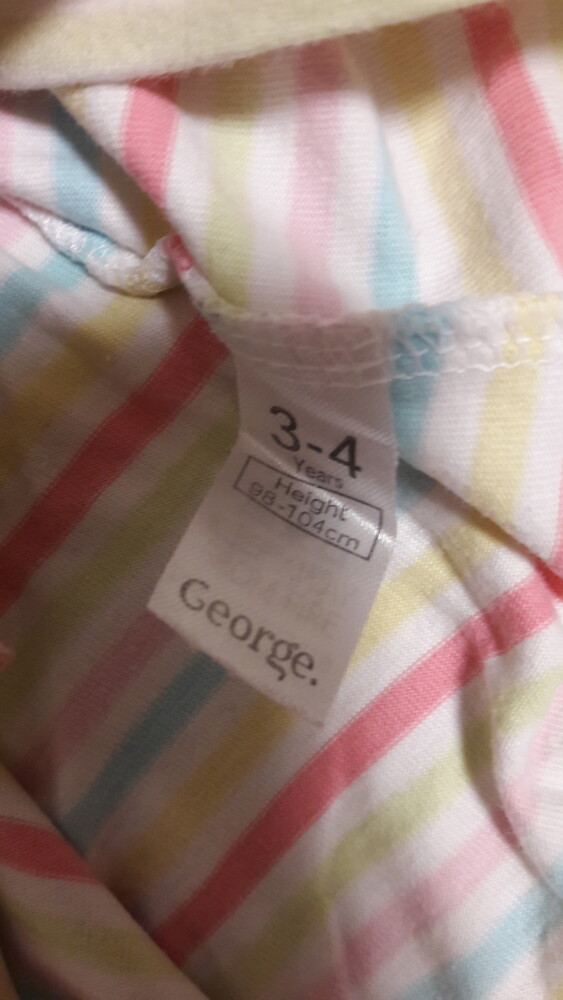 3-4
Years
Height
98-104cm
George.